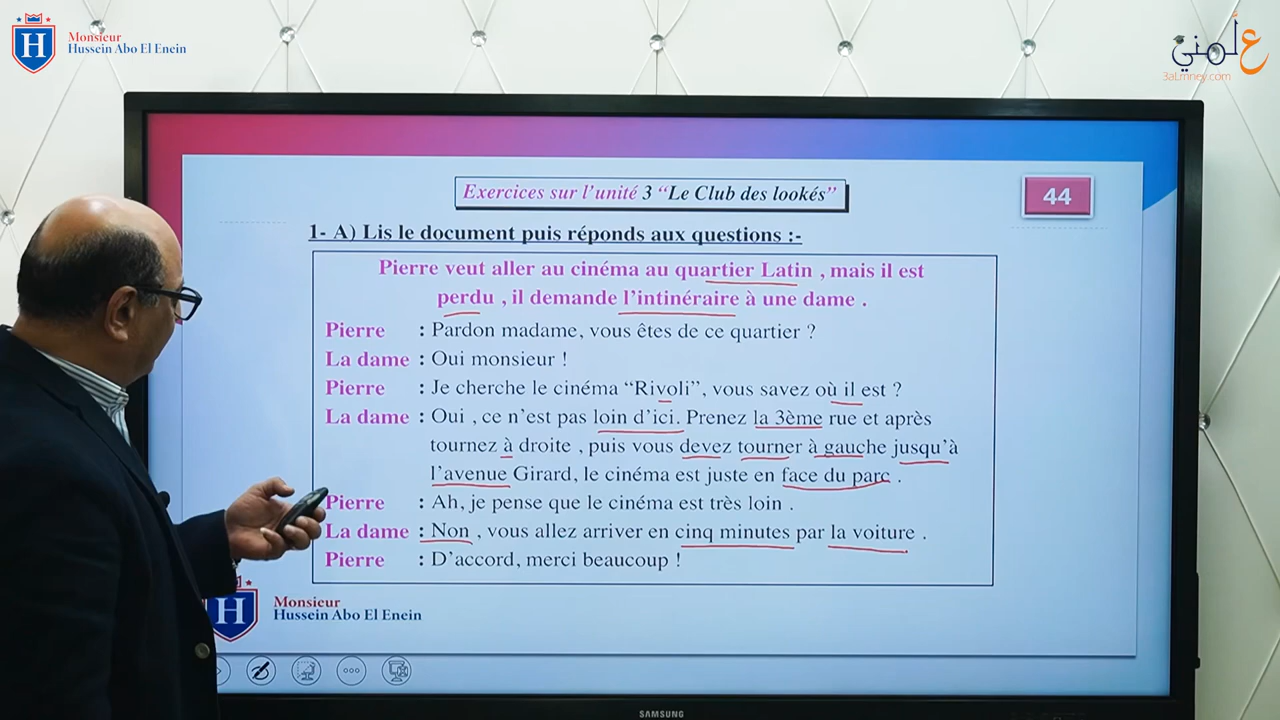 Monsieur
Hussein Abo El Enein
H
علمني
3aLmney.com
Exercices sur l'unité 3 “Le Club des lookés”
44
1- A) Lis le document puis réponds aux questions :-
Pierre veut aller au cinéma au quartier Latin , mais il est
perdu , il demande l'intinéraire à une dame .
Pierre : Pardon madame, vous êtes de ce quartier ?
La dame : Oui monsieur !
Pierre : Je cherche le cinéma “Rivoli”, vous savez où il est ?
La dame : Oui , ce n'est pas loin d'ici. Prenez la 3ème rue et après
tournez à droite , puis vous devez tourner à gauche jusqu'à
l'avenue Girard, le cinéma est juste en face du parc .
Pierre : Ah, je pense que le cinéma est très loin .
La dame : Non , vous allez arriver en cinq minutes par la voiture .
Pierre : D'accord, merci beaucoup !
H
Monsieur
Hussein Abo El Enein
SAMSUNG